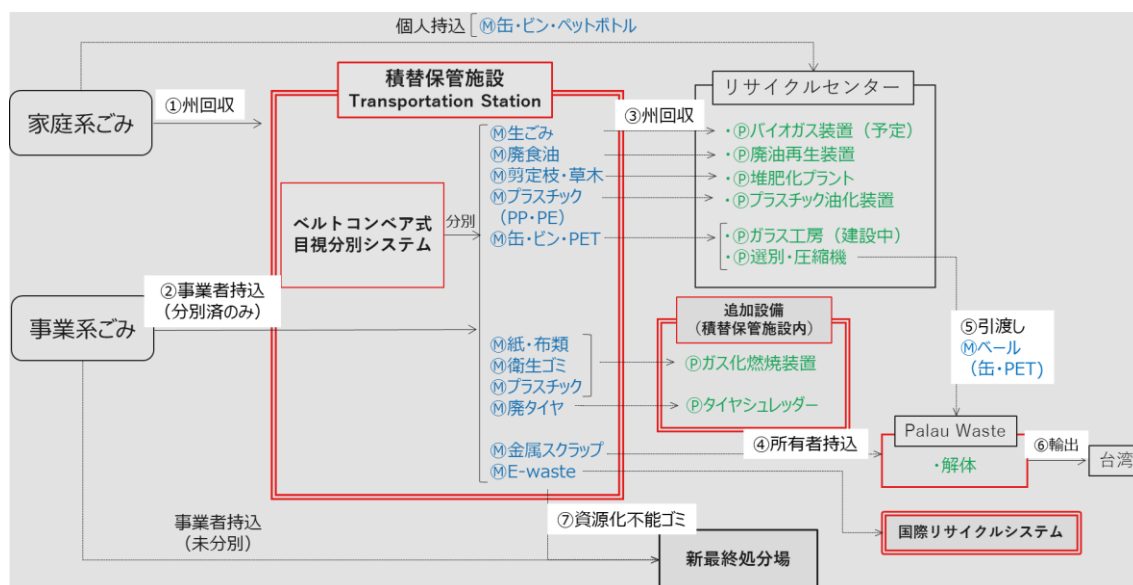 個人持込
Ⓜ缶・ビン・ペットボトル
家庭系ごみ
①州回収
積替保管施設
Transportation Station
ベルトコンベア式
目視分別システム
分別
Ⓜ生ごみ
Ⓜ廃食油
Ⓜ剪定枝・草木
Ⓜプラスチック
（PP・PE）
Ⓜ缶・ビン・PET
③州回収
リサイクルセンター
・Ⓟバイオガス装置（予定）
・Ⓟ廃油再生装置
・Ⓟ堆肥化プラント
・Ⓟプラスチック油化装置
・Ⓟガラス工房（建設中）
・Ⓟ選別・圧縮機
②事業者持込
（分別済のみ）
事業系ごみ
Ⓜ紙・布類
Ⓜ衛生ゴミ
Ⓜプラスチック
Ⓜ廃タイヤ
追加設備
（積替保管施設内）
Ⓟガス化燃焼装置
Ⓟタイヤシュレッダー
⑤引渡し
Ⓜベール
（缶・PET）
Ⓜ金属スクラップ
ⓂE-waste
④所有者持込
Palau Waste
・解体
⑥輸出
台湾
事業者持込
（未分別）
⑦資源化不能ゴミ
新最終処分場
国際リサイクルシステム